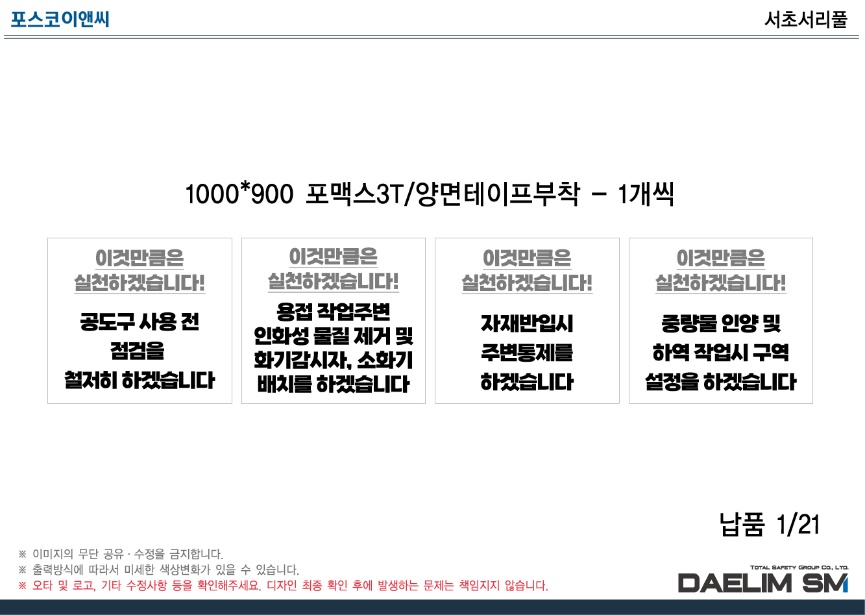 포스코이앤씨
서초서리풀
1000*900 포맥스3T/양면테이프부착 - 1개씩
이것만큼은
실천하겠습니다!
공도구 사용 전
점검을
철저히 하겠습니다
이것만큼은
실천하겠습니다!
용접 작업주변
인화성 물질 제거 및
화기감시자, 소화기
배치를 하겠습니다
이것만큼은
실천하겠습니다!
자재반입시
주변통제를
하겠습니다
이것만큼은
실천하겠습니다!
중량물 인양 및
하역 작업시 구역
설정을 하겠습니다
납품 1/21
※ 이미지의 무단 공유·수정을 금지합니다.
※ 출력방식에 따라서 미세한 색상변화가 있을 수 있습니다.
※ 오타 및 로고, 기타 수정사항 등을 확인해주세요. 디자인 최종 확인 후에 발생하는 문제는 책임지지 않습니다.
TOTAL SAFETY GROUP CO., LTD.
DAELIM SM